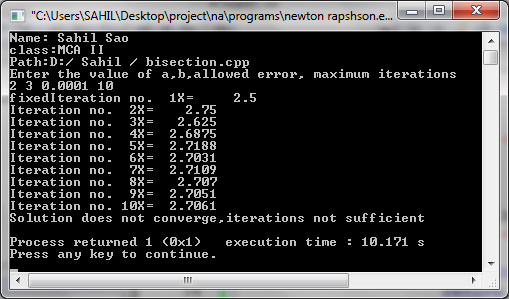 "C:\Users\SAHIL\Desktop\project\na\programs\newton rapshson.e...
Name: Sahil Sao
class:MCA II
Path:D:/ Sahil / bisection.cpp
Enter the value of a,b,allowed error, maximum iterations
2 3 0.0001 10
fixedIteration no.  1X=     2.5
Iteration no.  2X=    2.75
Iteration no.  3X=   2.625
Iteration no.  4X=  2.6875
Iteration no.  5X=  2.7188
Iteration no.  6X=  2.7031
Iteration no.  7X=  2.7109
Iteration no.  8X=   2.707
Iteration no.  9X=  2.7051
Iteration no. 10X=  2.7061
Solution does not converge,iterations not sufficient
Process returned 1 (0x1)   execution time : 10.171 s
Press any key to continue.